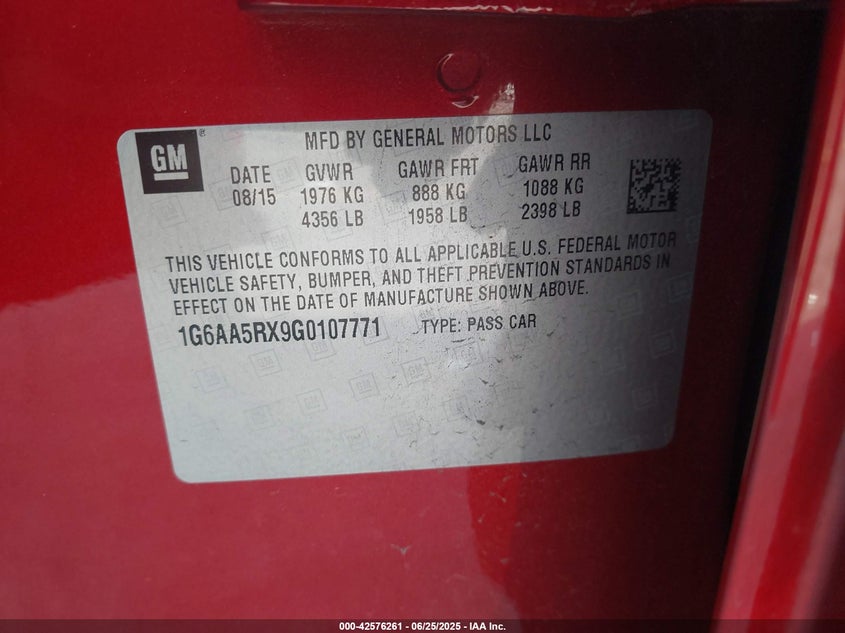 GM
MFD BY GENERAL MOTORS LLC
DATE GVWR GAWR FRT GAWR RR
08/15 1976 KG 888 KG 1088 KG
4356 LB 1958 LB 2398 LB
THIS VEHICLE CONFORMS TO ALL APPLICABLE U.S. FEDERAL MOTOR
VEHICLE SAFETY, BUMPER, AND THEFT PREVENTION STANDARDS IN
EFFECT ON THE DATE OF MANUFACTURE SHOWN ABOVE.
1G6AA5RX9G0107771 TYPE: PASS CAR
000-42576261 | 06/25/2025 - IAA Inc.